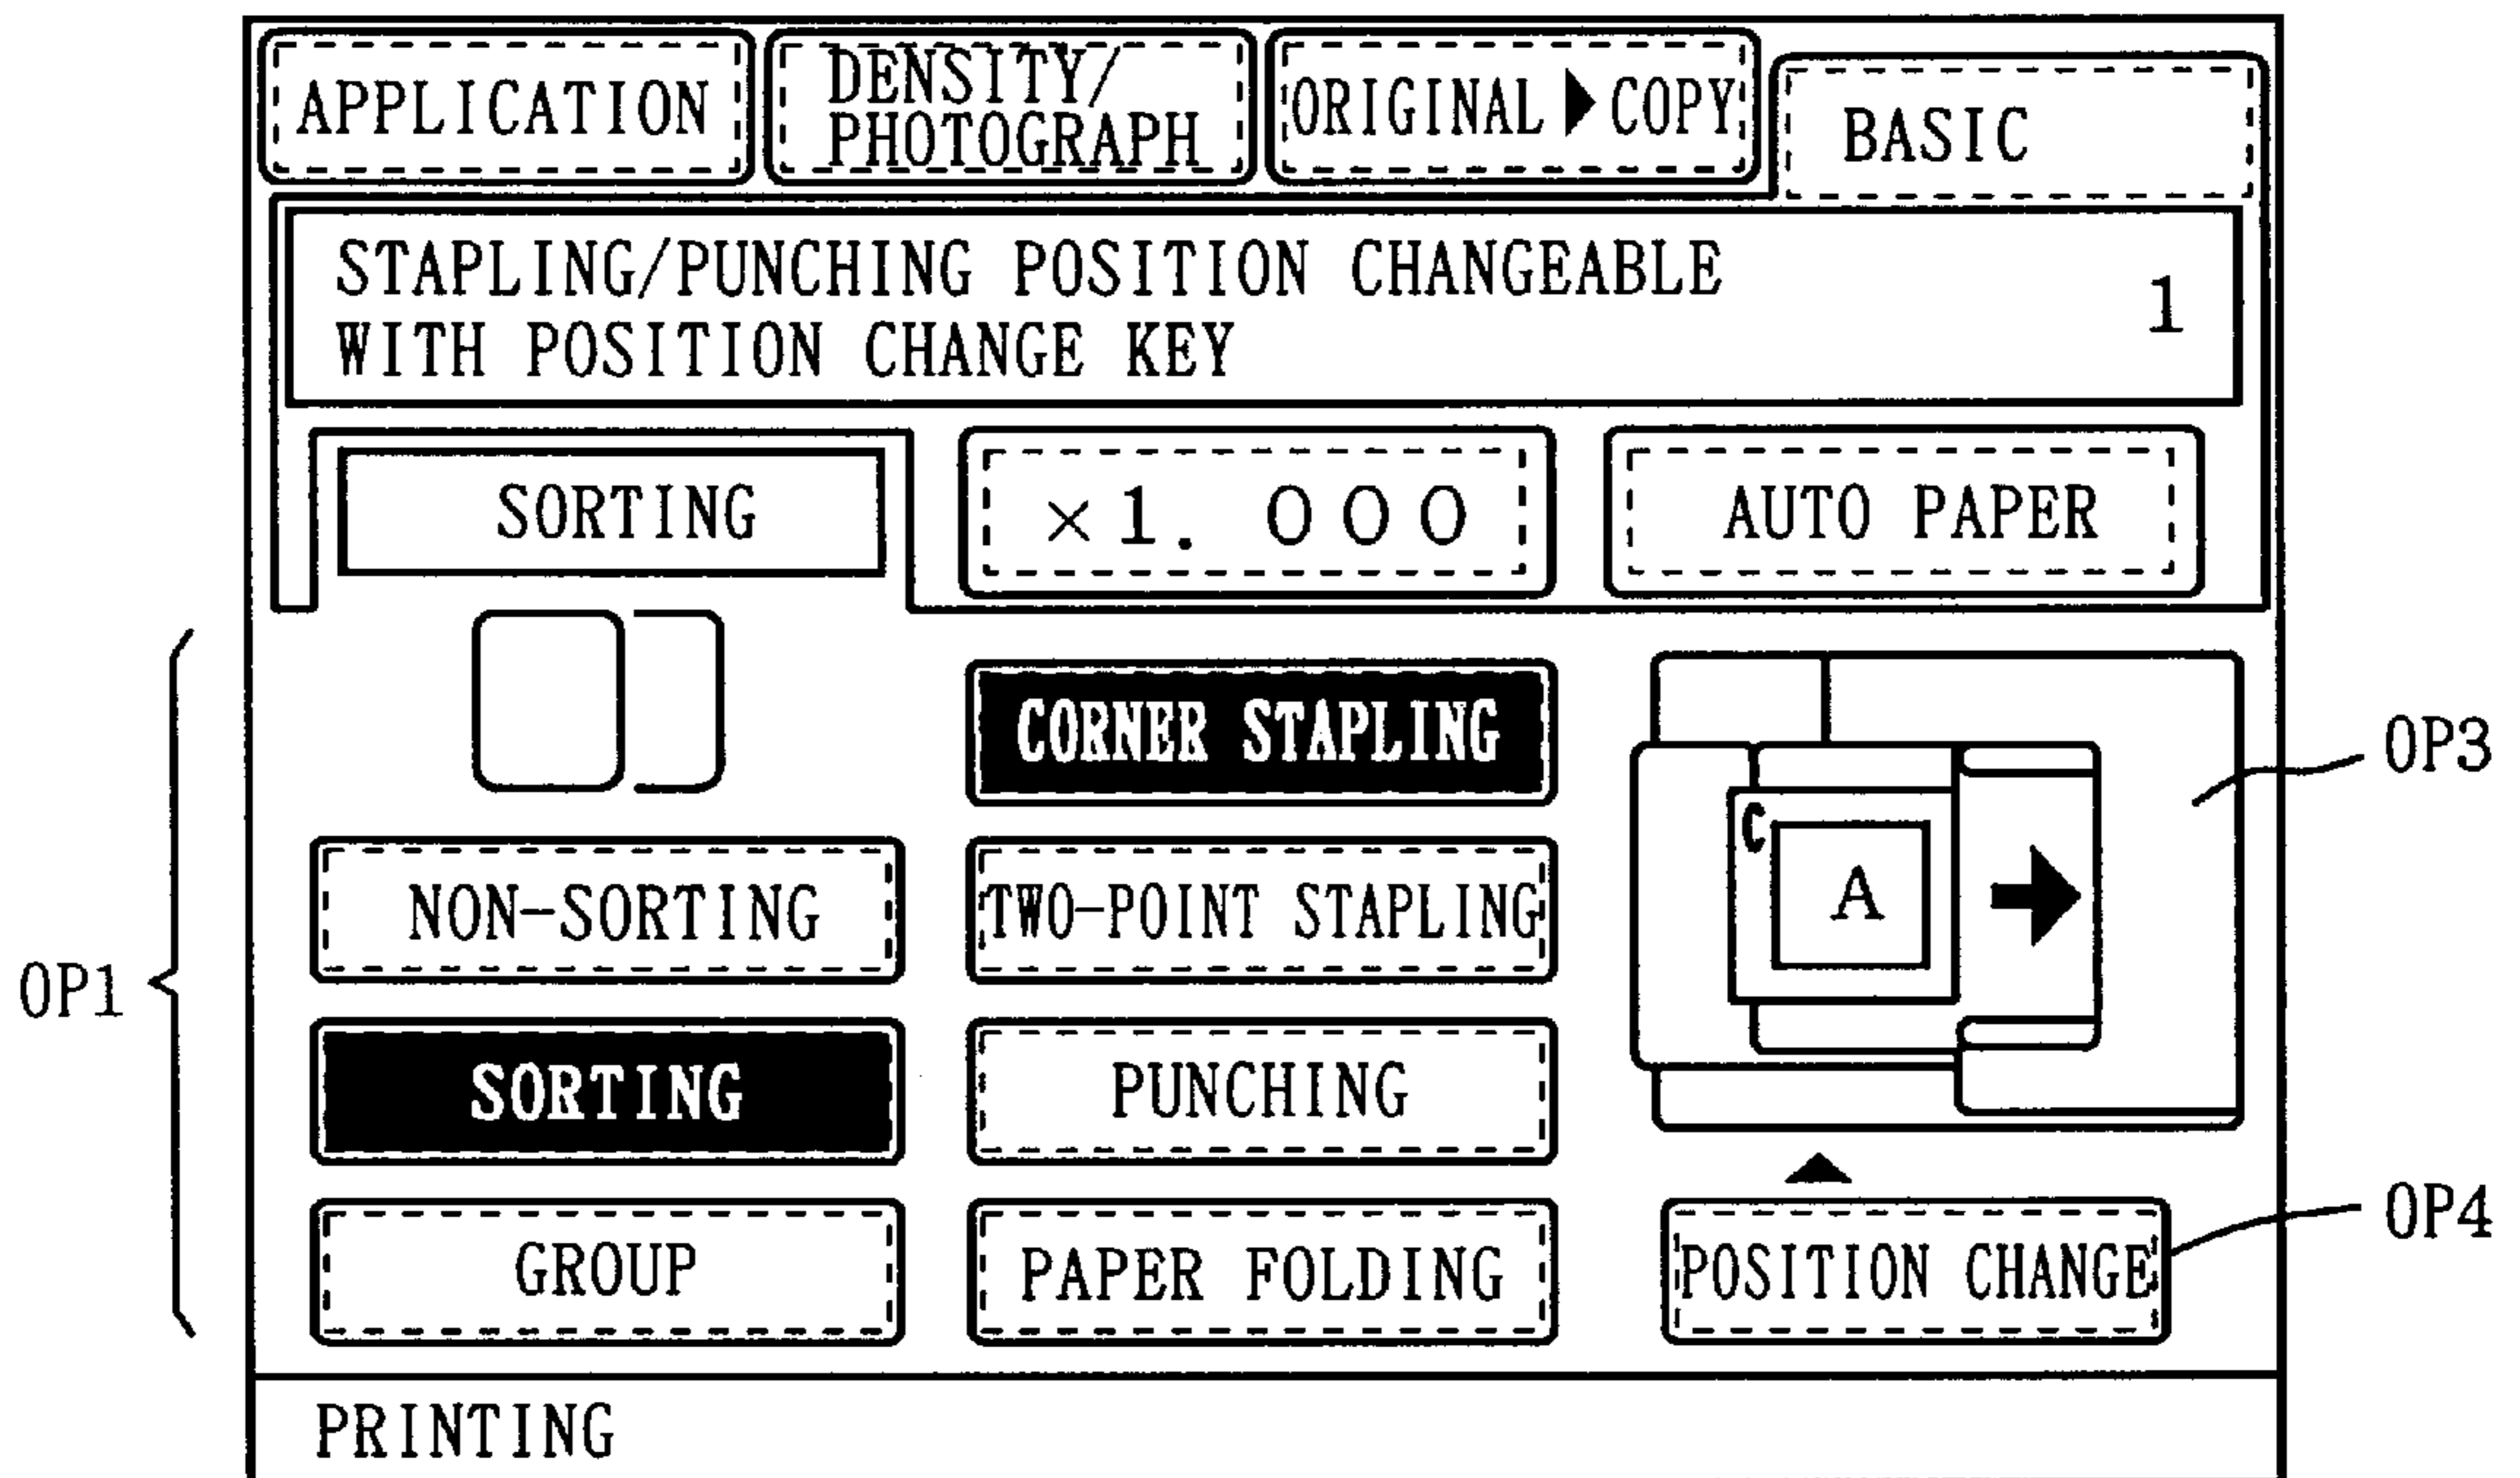 APPLICATION
DENSITY/
PHOTOGRAPH
ORIGINAL ▶ COPY
BASIC
STAPLING/PUNCHING POSITION CHANGEABLE
WITH POSITION CHANGE KEY
1
SORTING
×1. 000
AUTO PAPER
CORNER STAPLING
OP3
A
NON-SORTING
TWO-POINT STAPLING
OP1
SORTING
PUNCHING
GROUP
PAPER FOLDING
POSITION CHANGE
OP4
PRINTING